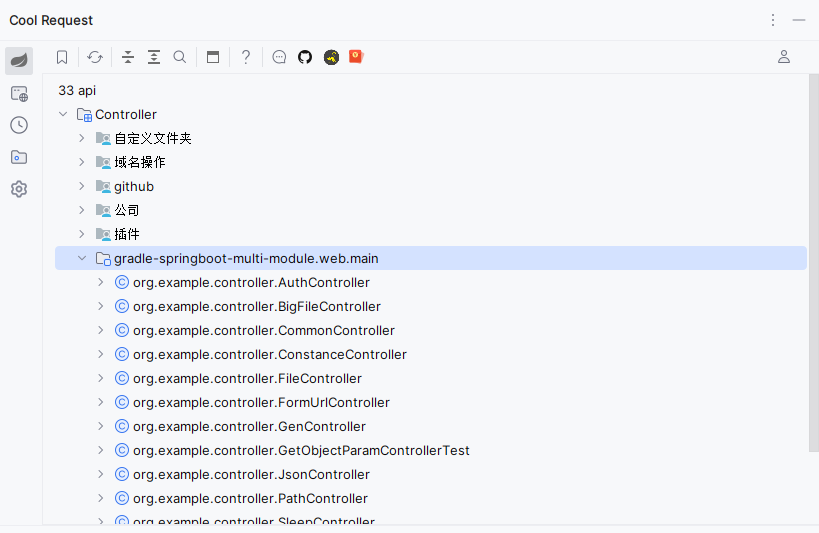 Cool Request
33 api
Controller
自定义文件夹
域名操作
github
公司
插件
gradle-springboot-multi-module.web.main
org.example.controller.AuthController
org.example.controller.BigFileController
org.example.controller.CommonController
org.example.controller.ConstanceController
org.example.controller.FileController
org.example.controller.FormUrlController
org.example.controller.GenController
org.example.controller.GetObjectParamControllerTest
org.example.controller.JsonController
org.example.controller.PathController
org.example.controller.SleepController